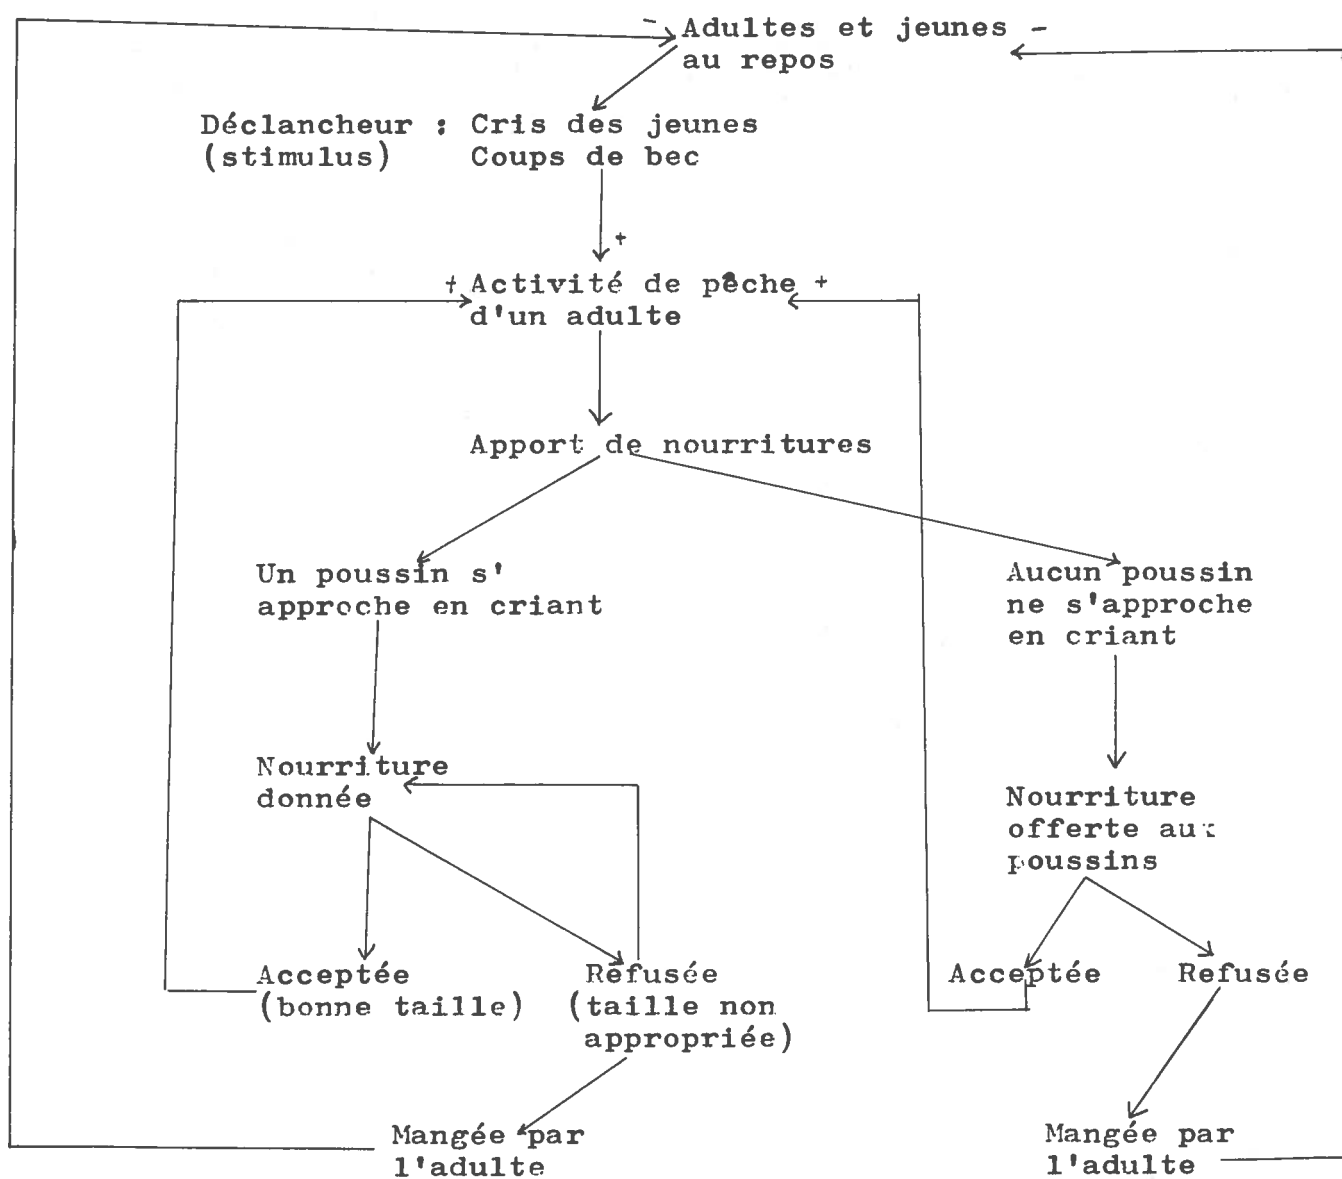 - Adultes et jeunes -
au repos
Déclancheur : Cris des jeunes
(stimulus) Coups de bec
+
+ Activité de pêche +
d'un adulte
Apport de nourritures
Un poussin s'
approche en criant
Aucun poussin
ne s'approche
en criant
Nourriture
donnée
Nourriture
offerte aux
poussins
Acceptée
(bonne taille)
Refusée
(taille non
appropriée)
Acceptée
Refusée
Mangée par
l'adulte
Mangée par
l'adulte